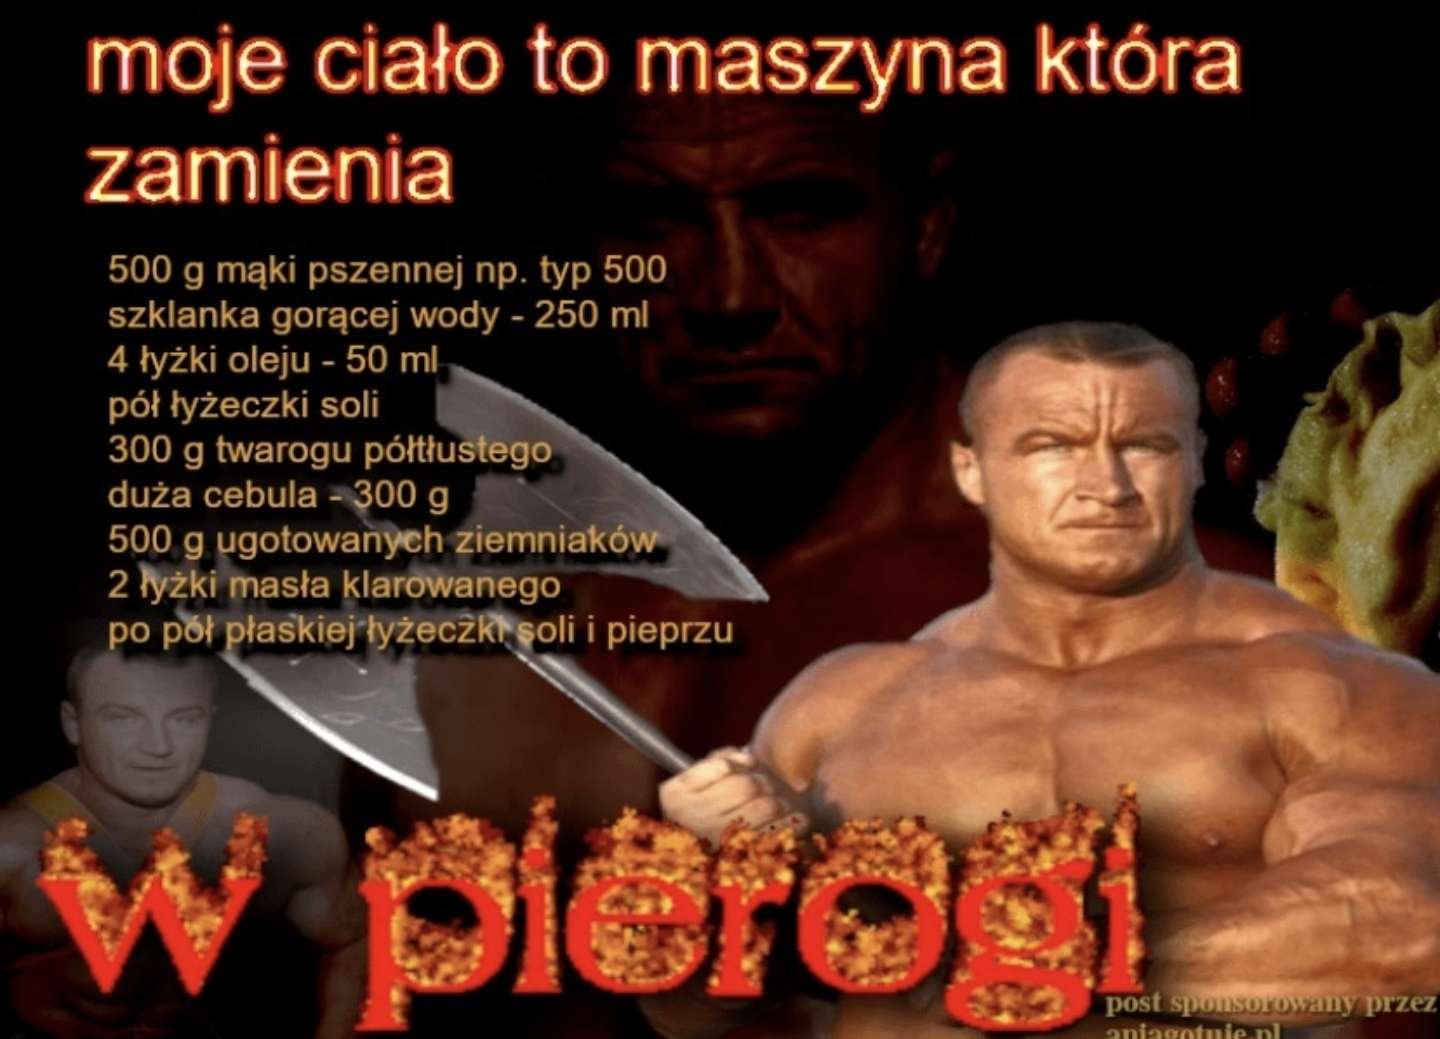 moje ciało to maszyna która
zamienia
500 g mąki pszennej np. typ 500
szklanka gorącej wody - 250 ml
4 łyżki oleju - 50 ml
pół łyżeczki soli
300 g twarogu półtłustego
duża cebula - 300 g
500 g ugotowanych ziemniaków
2 łyżki masła klarowanego
po pół płaskiej łyżeczki soli i pieprzu
w pierogi
post sponsorowany przez
aniagotuje.pl